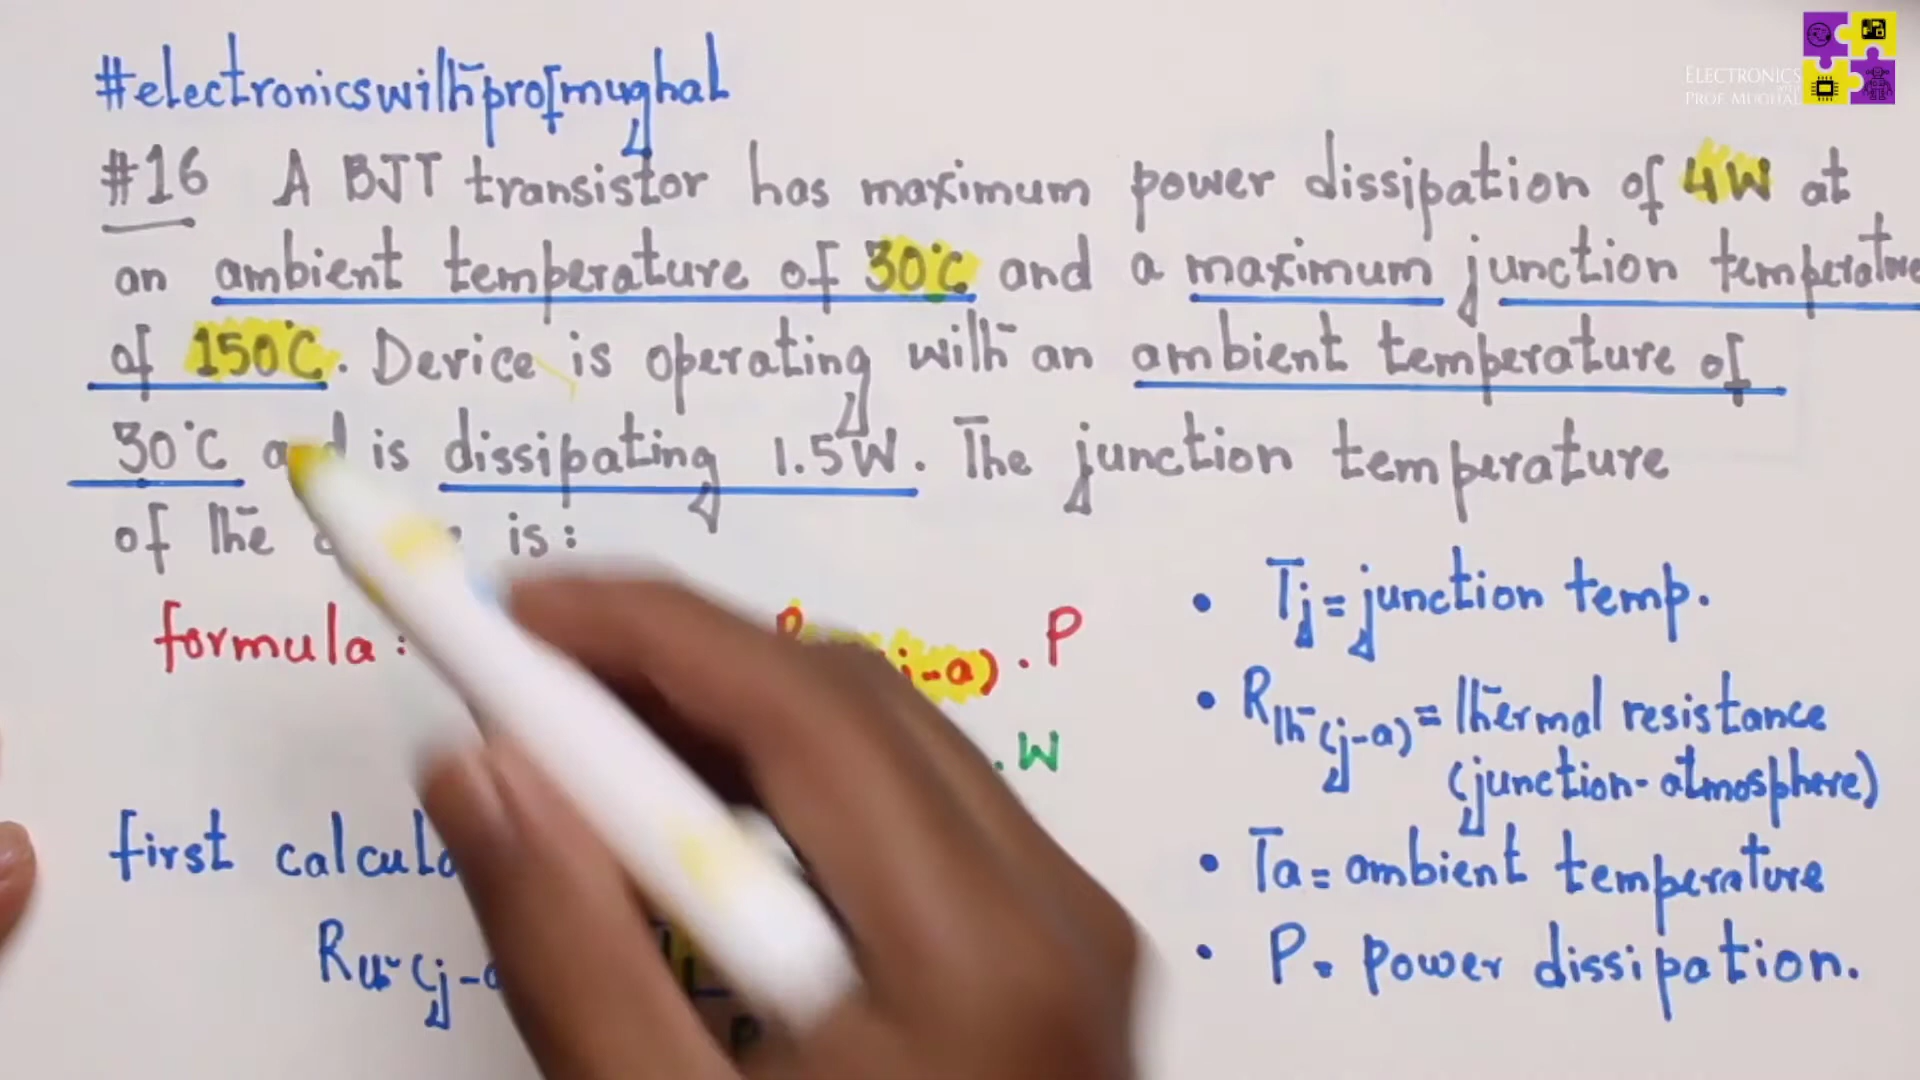 ELECTRONICS
WITH
PROF. MUGHAL
#electronicswithprofmughal
#16 A BJT transistor has maximum power dissipation of 4W at
an ambient temperature of 30°C and a maximum junction temperature
of 150°C. Device is operating with an ambient temperature of
30°C and is dissipating 1.5W. The junction temperature
of the is:
formula: j-a) . P
. W
first
Rth(j-a
• Tj = junction temp.
• Rth(j-a) = thermal resistance
(junction-atmosphere)
• Ta = ambient temperature
• P = power dissipation.